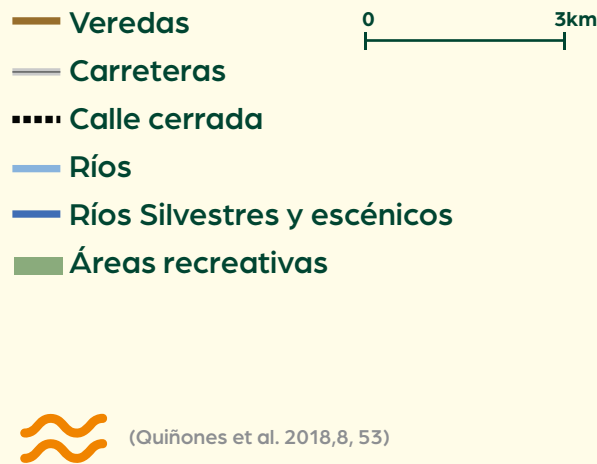 Veredas
0 3km
Carreteras
Calle cerrada
Ríos
Ríos Silvestres y escénicos
Áreas recreativas
(Quiñones et al. 2018,8, 53)